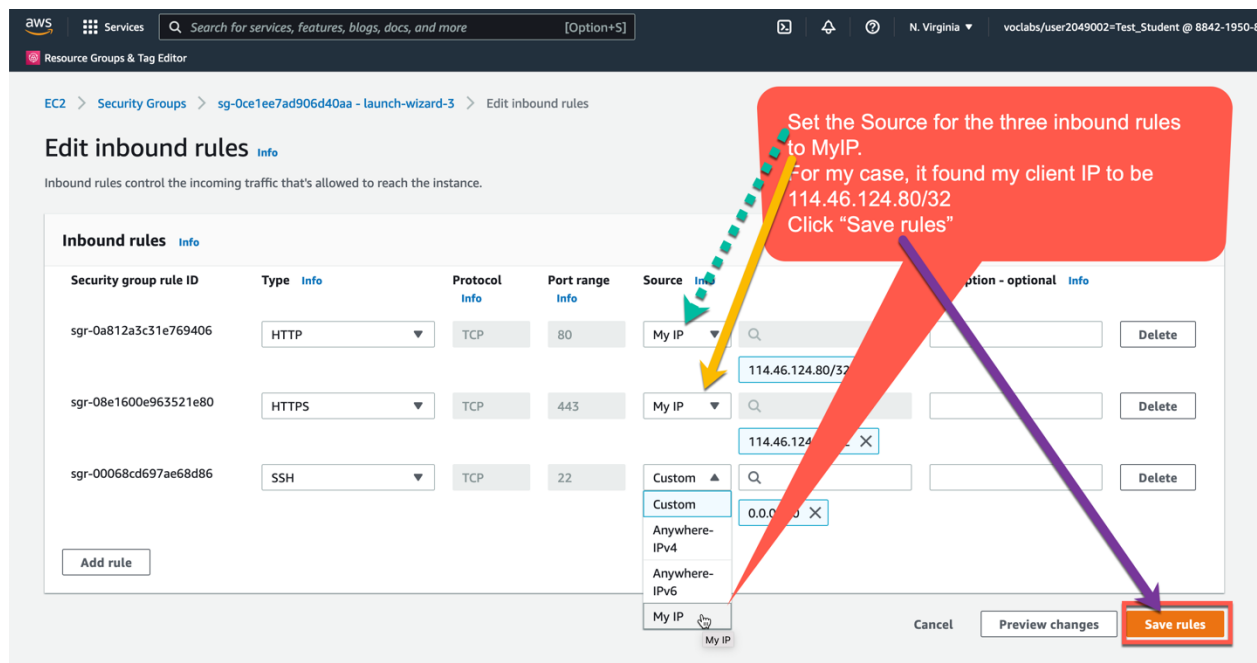 aws Services Search for services, features, blogs, docs, and more [Option+S] N. Virginia voclabs/user2049002=Test_Student @ 8842-1950-8
Resource Groups & Tag Editor
EC2 > Security Groups > sg-0ce1ee7ad906d40aa - launch-wizard-3 > Edit inbound rules
Edit inbound rules Info
Inbound rules control the incoming traffic that's allowed to reach the instance.
Set the Source for the three inbound rules
to MyIP.
For my case, it found my client IP to be
114.46.124.80/32
Click “Save rules”
Inbound rules Info
Security group rule ID Type Info Protocol Info Port range Info Source Info ption - optional Info
sgr-0a812a3c31e769406 HTTP TCP 80 My IP Delete
114.46.124.80/32
sgr-08e1600e963521e80 HTTPS TCP 443 My IP Delete
114.46.124
sgr-00068cd697ae68d86 SSH TCP 22 Custom Delete
Custom
0.0.0
Anywhere-
IPv4
Anywhere-
IPv6
My IP
My IP
Add rule
Cancel Preview changes Save rules